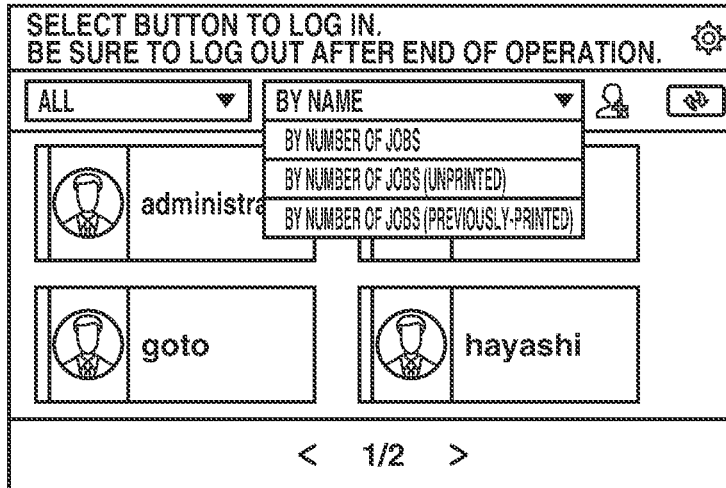 SELECT BUTTON TO LOG IN.
BE SURE TO LOG OUT AFTER END OF OPERATION.
ALL
BY NAME
BY NUMBER OF JOBS
BY NUMBER OF JOBS (UNPRINTED)
BY NUMBER OF JOBS (PREVIOUSLY-PRINTED)
administra
goto
hayashi
< 1/2 >